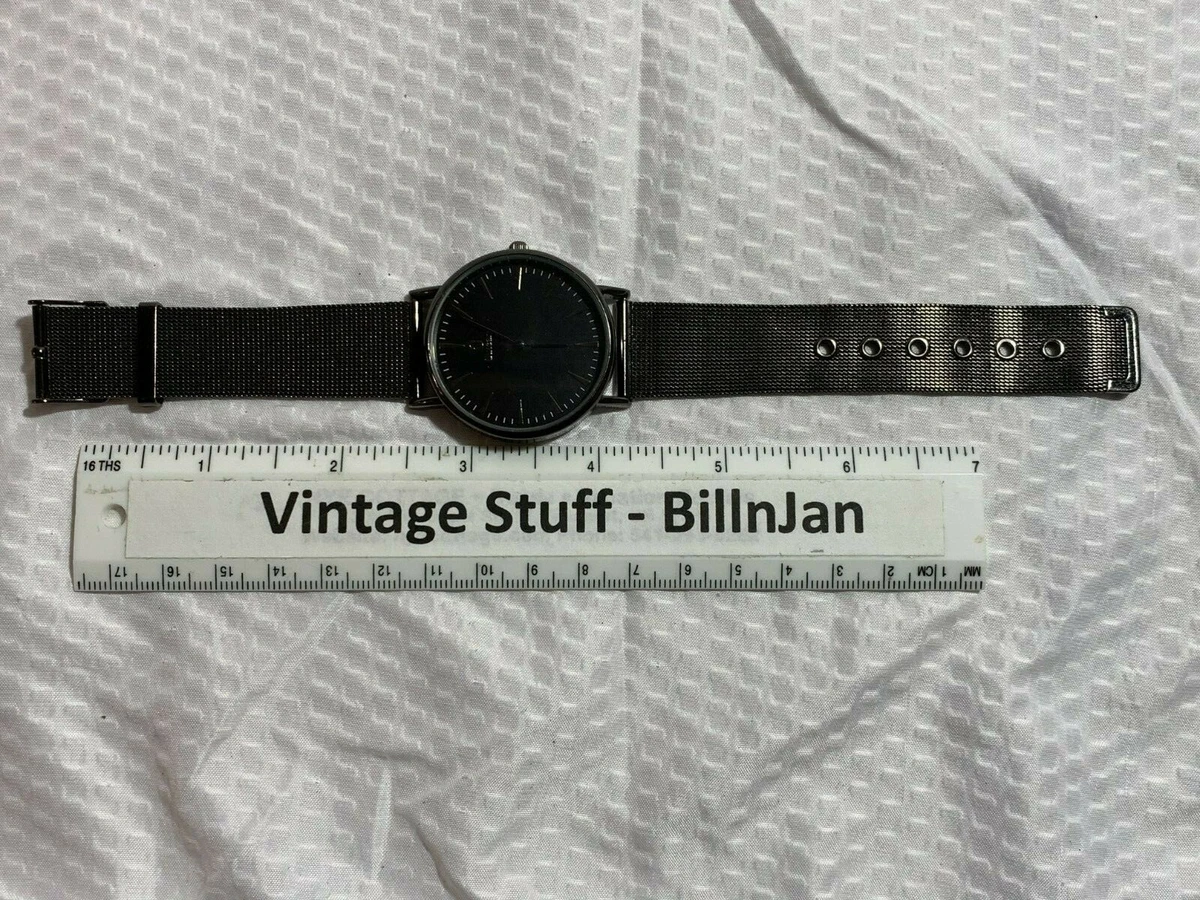 16 THS 1 2 3 4 5 6 7
Vintage Stuff - BillnJan
17 16 15 14 13 12 11 10 9 8 7 6 5 4 3 2 CM 1 MM